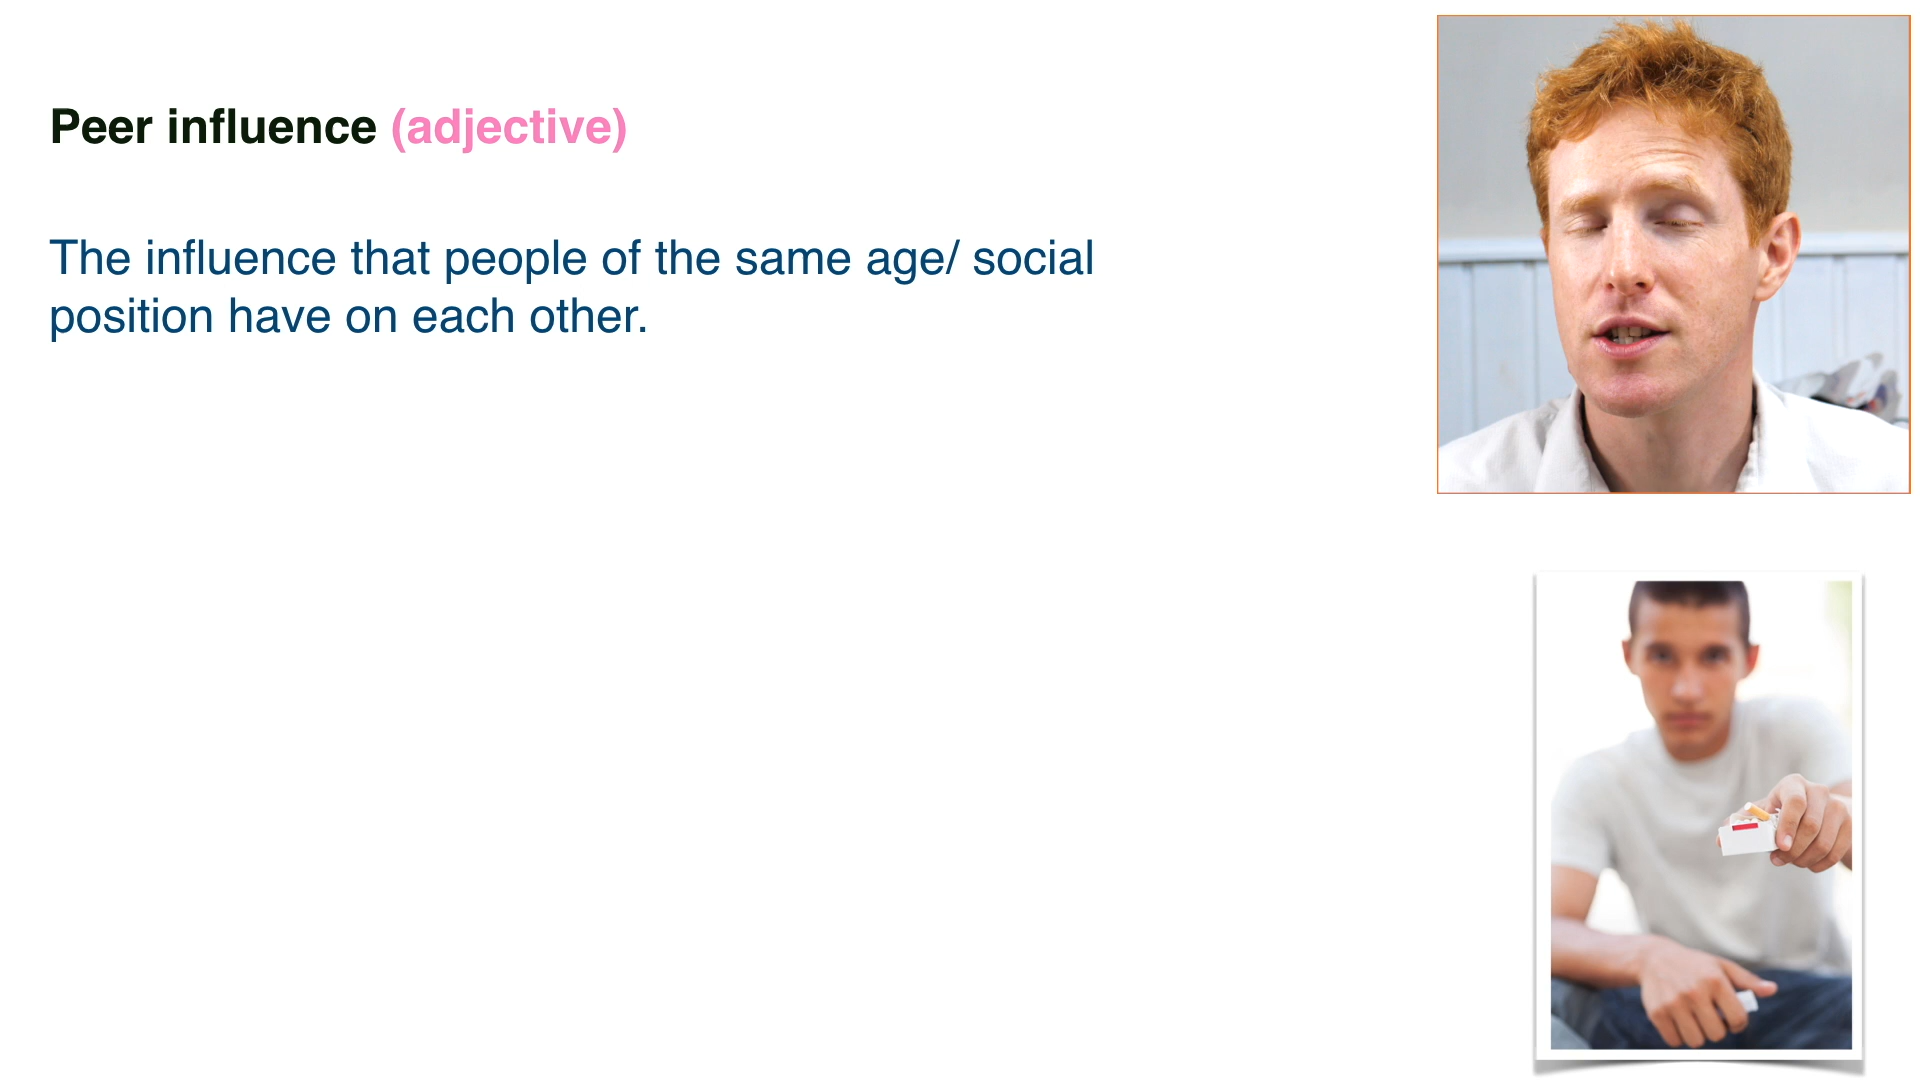 Peer influence (adjective)
The influence that people of the same age/ social
position have on each other.